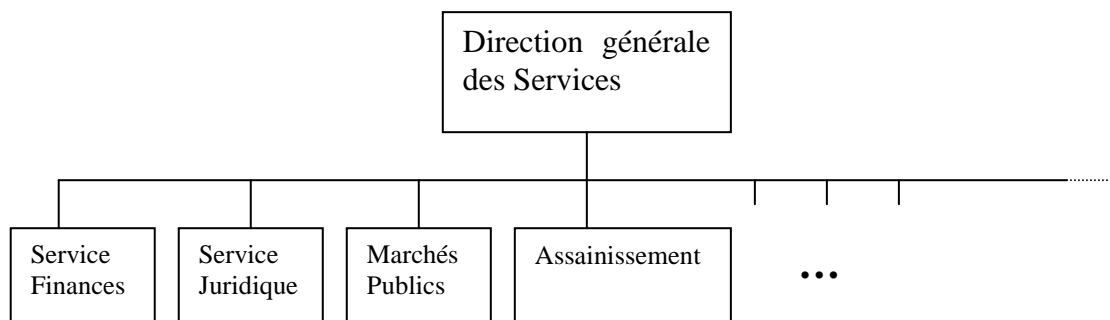 Direction générale
des Services
Service
Finances
Service
Juridique
Marchés
Publics
Assainissement
...